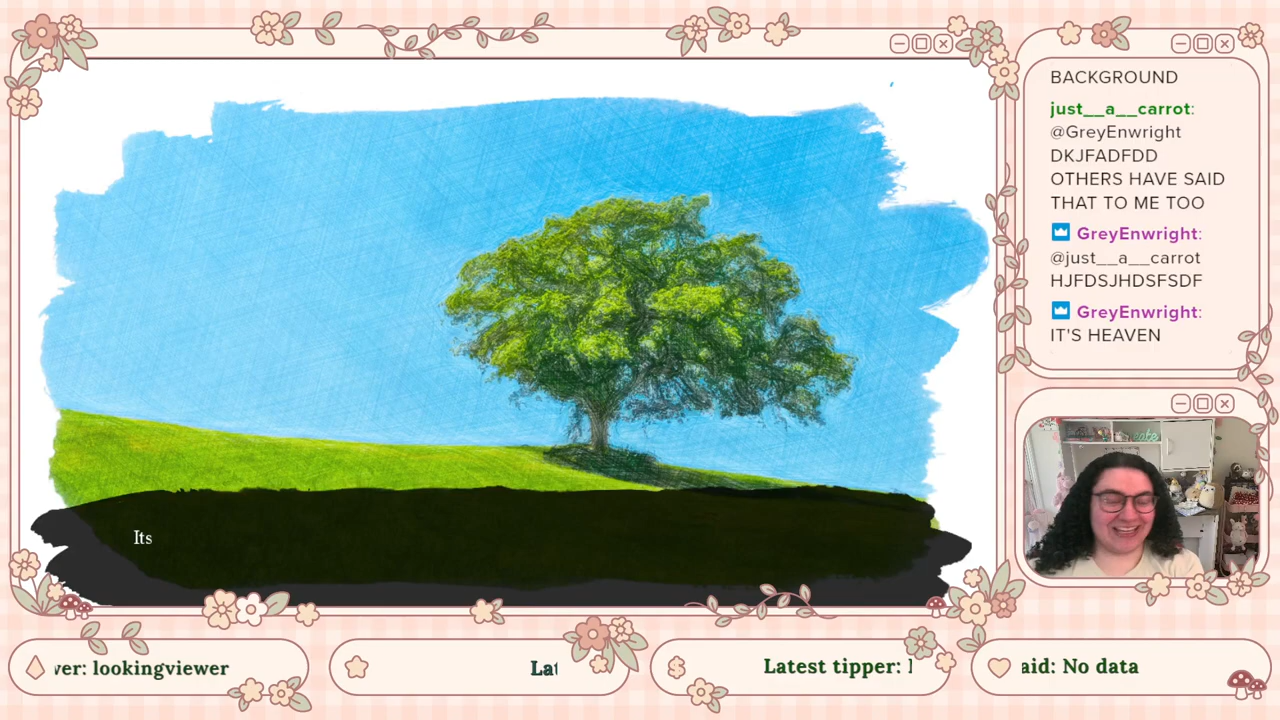 BACKGROUND
just__a__carrot:
@GreyEnwright
DKJFADFDD
OTHERS HAVE SAID
THAT TO ME TOO
GreyEnwright:
@just__a__carrot
HJFDSJHDSFSDF
GreyEnwright:
IT'S HEAVEN
Its
ver: lookingviewer
Lat
Latest tipper:
aid: No data